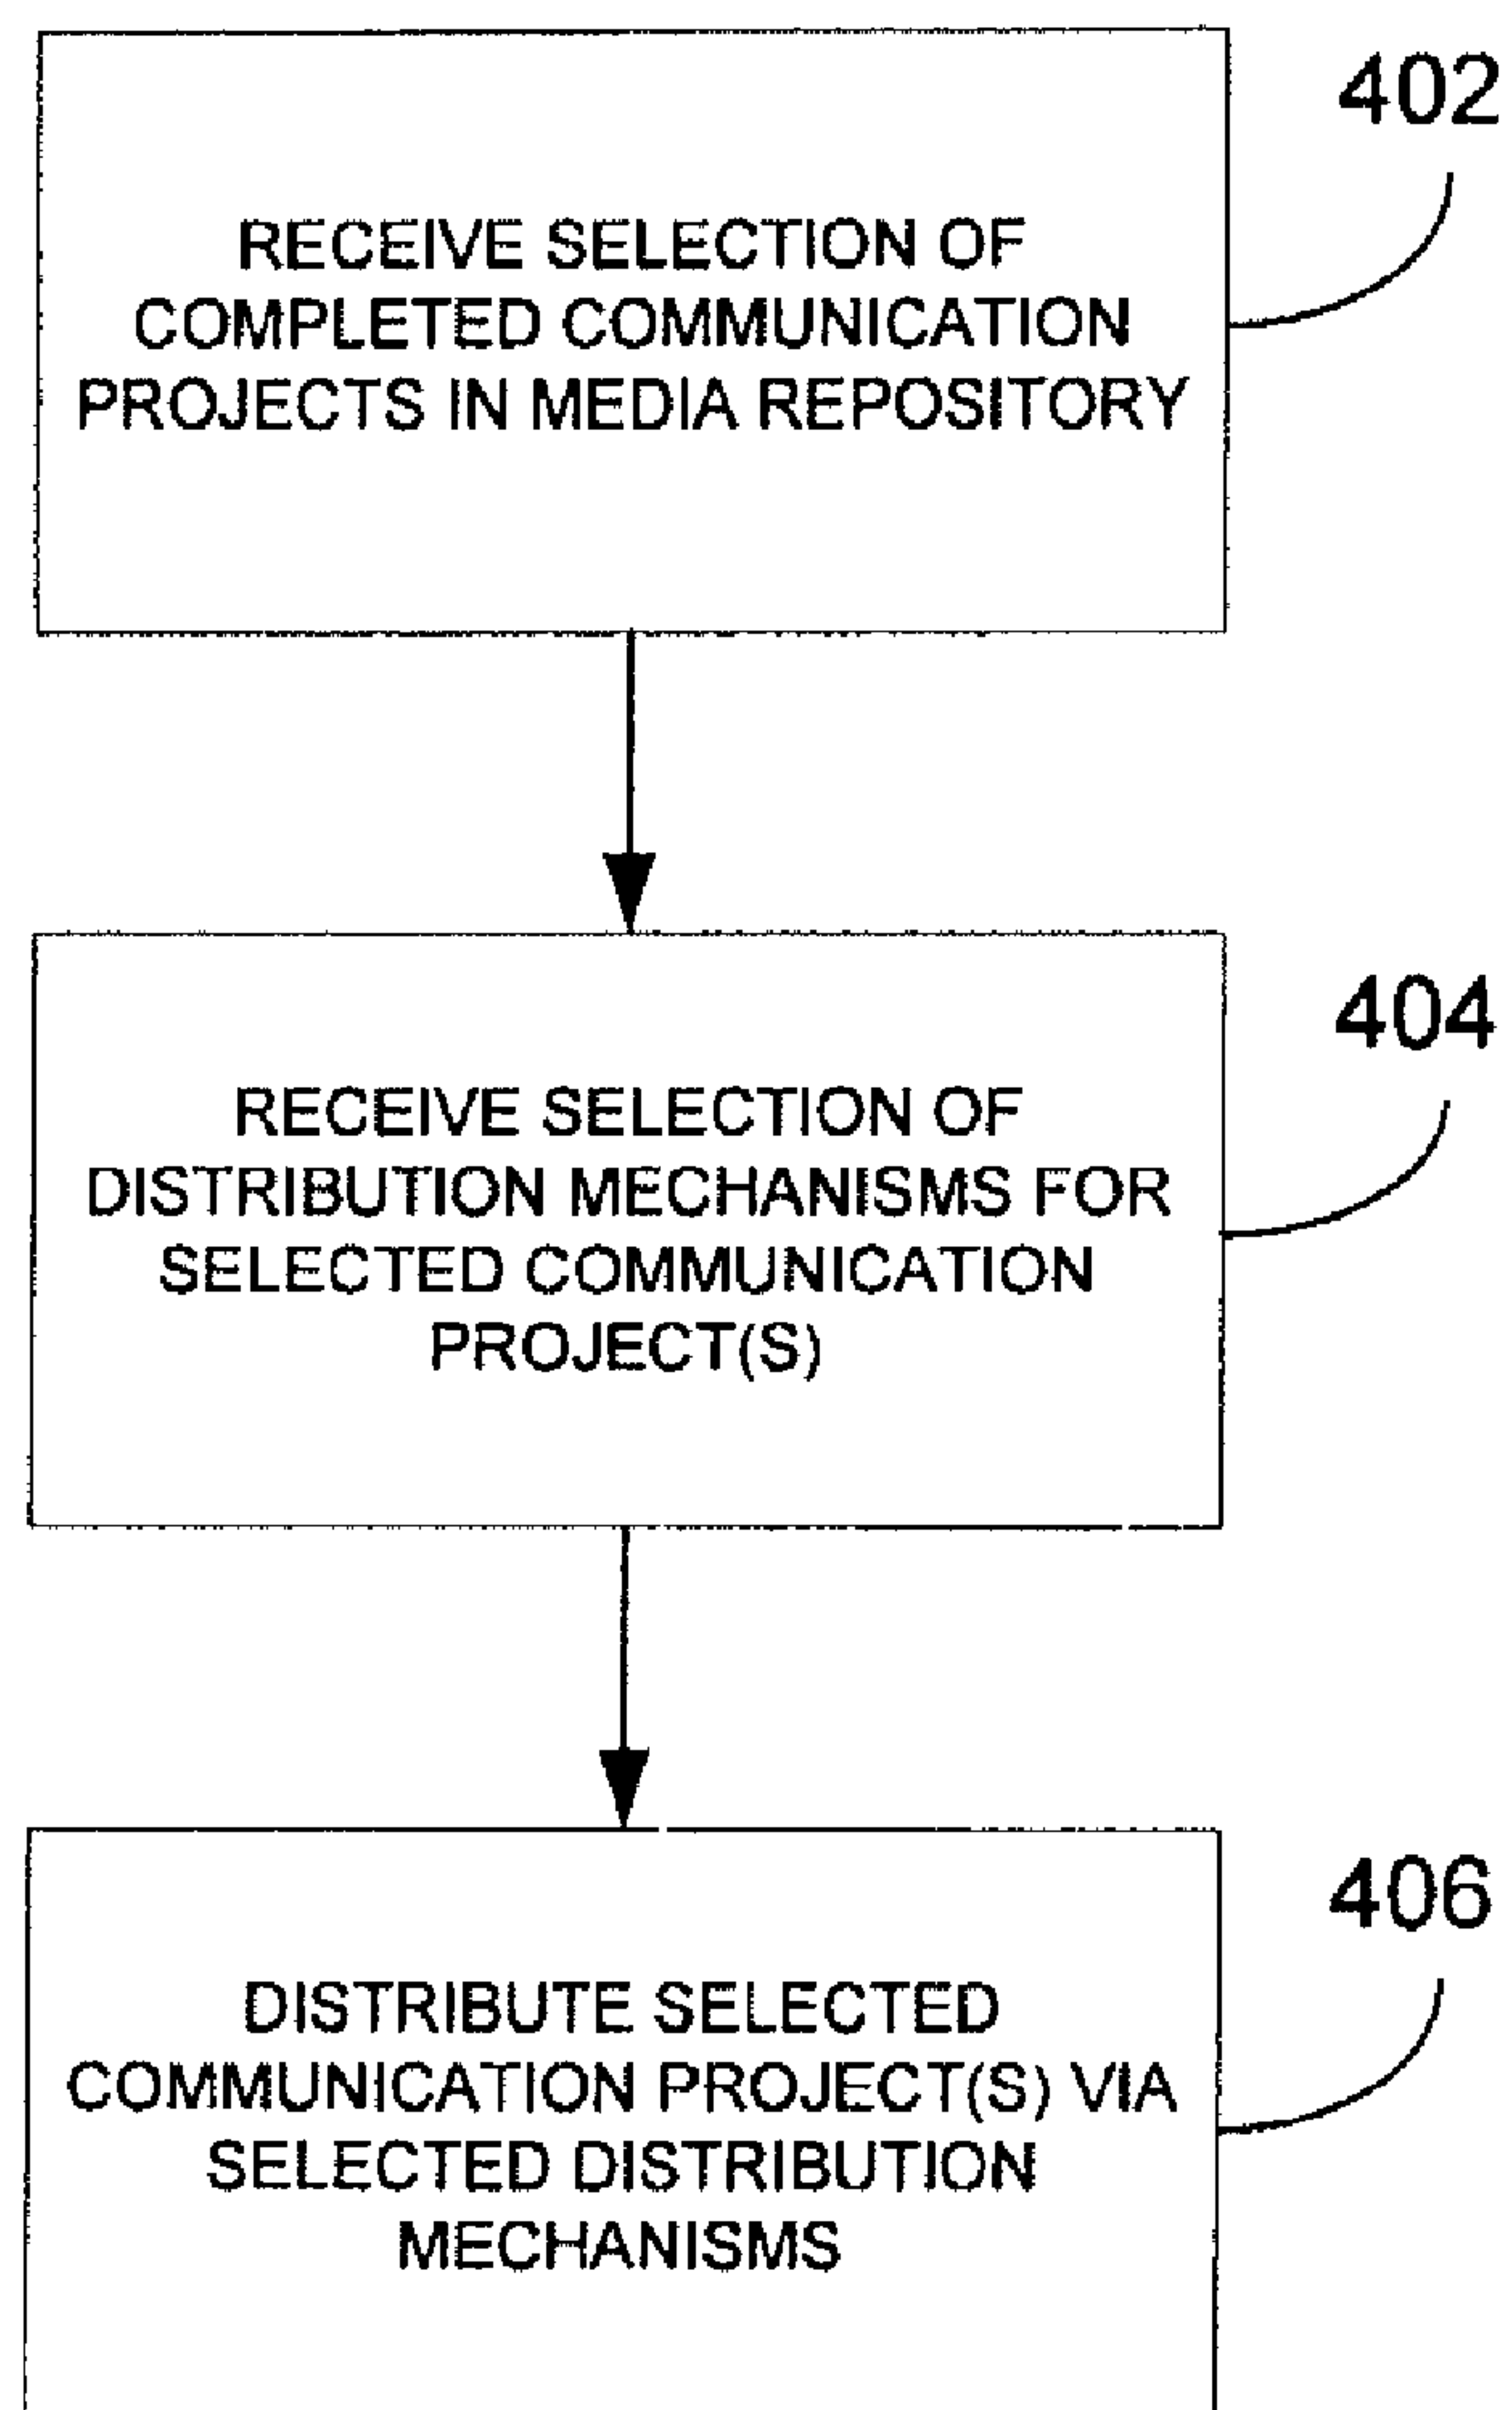 402
RECEIVE SELECTION OF
COMPLETED COMMUNICATION
PROJECTS IN MEDIA REPOSITORY
404
RECEIVE SELECTION OF
DISTRIBUTION MECHANISMS FOR
SELECTED COMMUNICATION
PROJECT(S)
406
DISTRIBUTE SELECTED
COMMUNICATION PROJECT(S) VIA
SELECTED DISTRIBUTION
MECHANISMS